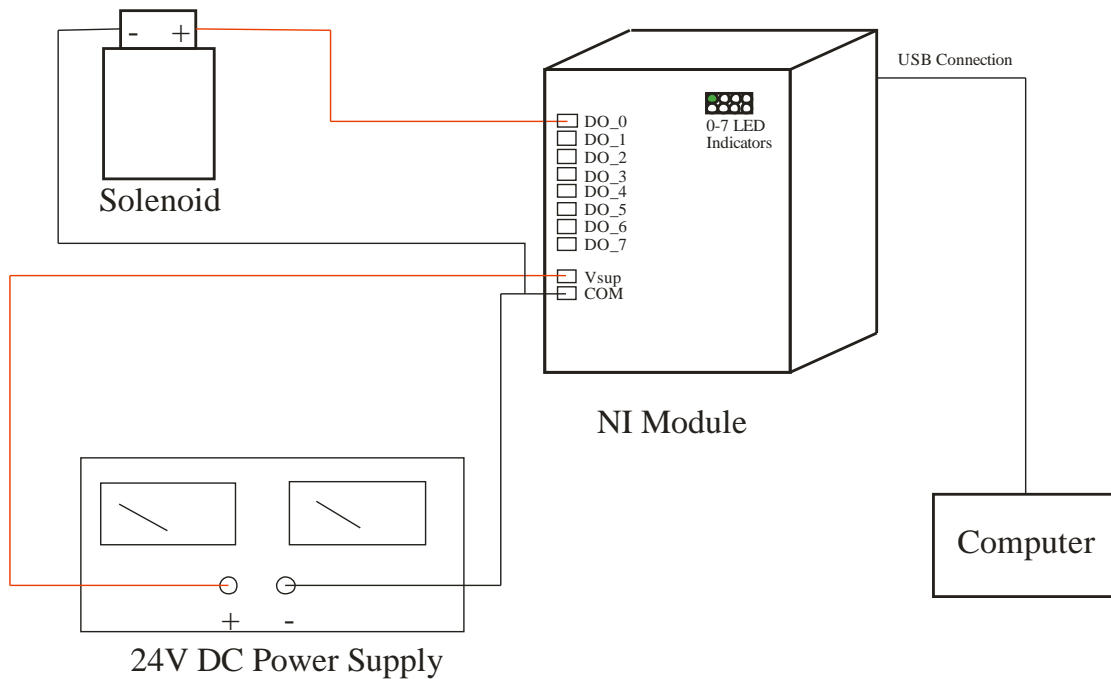 - +
Solenoid
USB Connection
0-7 LED
Indicators
DO_0
DO_1
DO_2
DO_3
DO_4
DO_5
DO_6
DO_7
Vsup
COM
NI Module
Computer
+ -
24V DC Power Supply